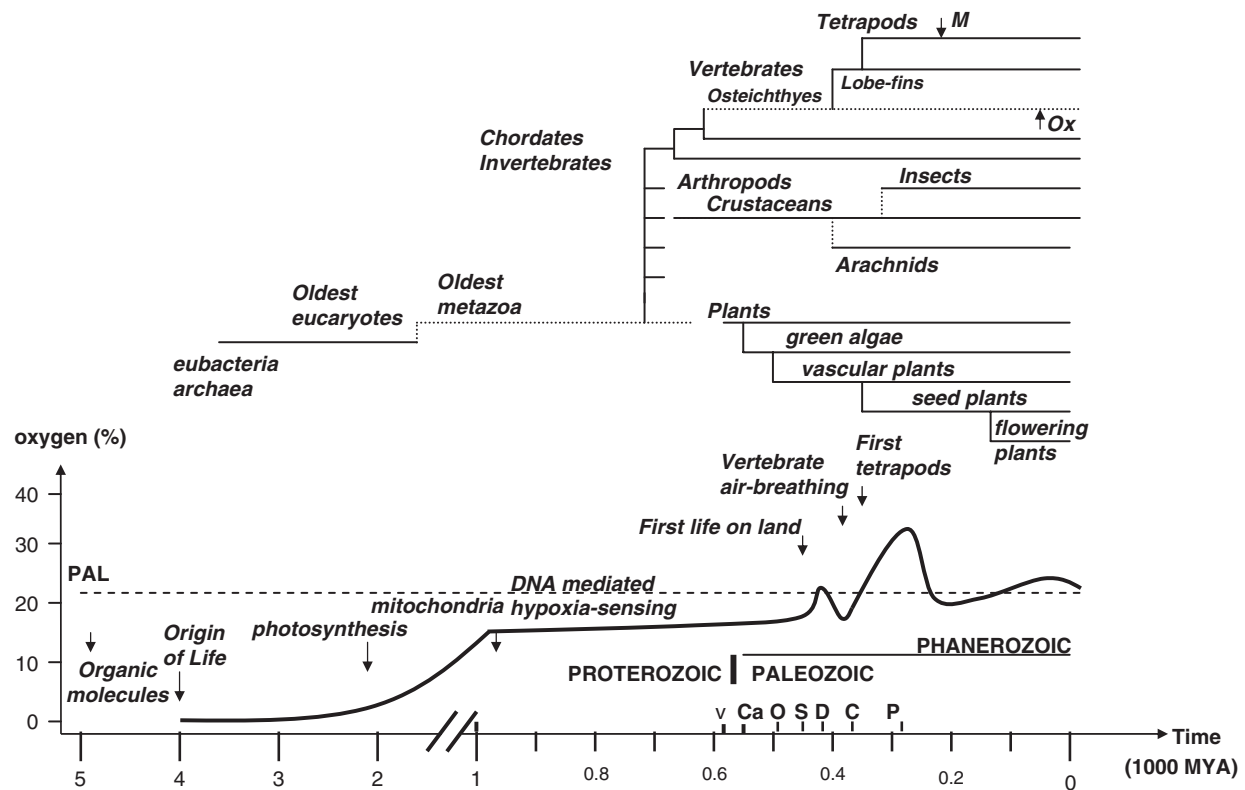 Tetrapods M
Vertebrates
Lobe-fins
Osteichthyes
Ox
Chordates
Invertebrates
Arthropods
Insects
Crustaceans
Arachnids
Oldest
eucaryotes
Oldest
metazoa
Plants
eubacteria
archaea
green algae
vascular plants
seed plants
flowering
plants
oxygen (%)
First
tetrapods
Vertebrate
air-breathing
First life on land
40
30
PAL
DNA mediated
hypoxia-sensing
mitochondria
photosynthesis
20
Origin
of Life
Organic
molecules
10
PHANEROZOIC
PROTEROZOIC
PALEOZOIC
0
v Ca O S D C P
Time
(1000 MYA)
5 4 3 2 1 0.8 0.6 0.4 0.2 0